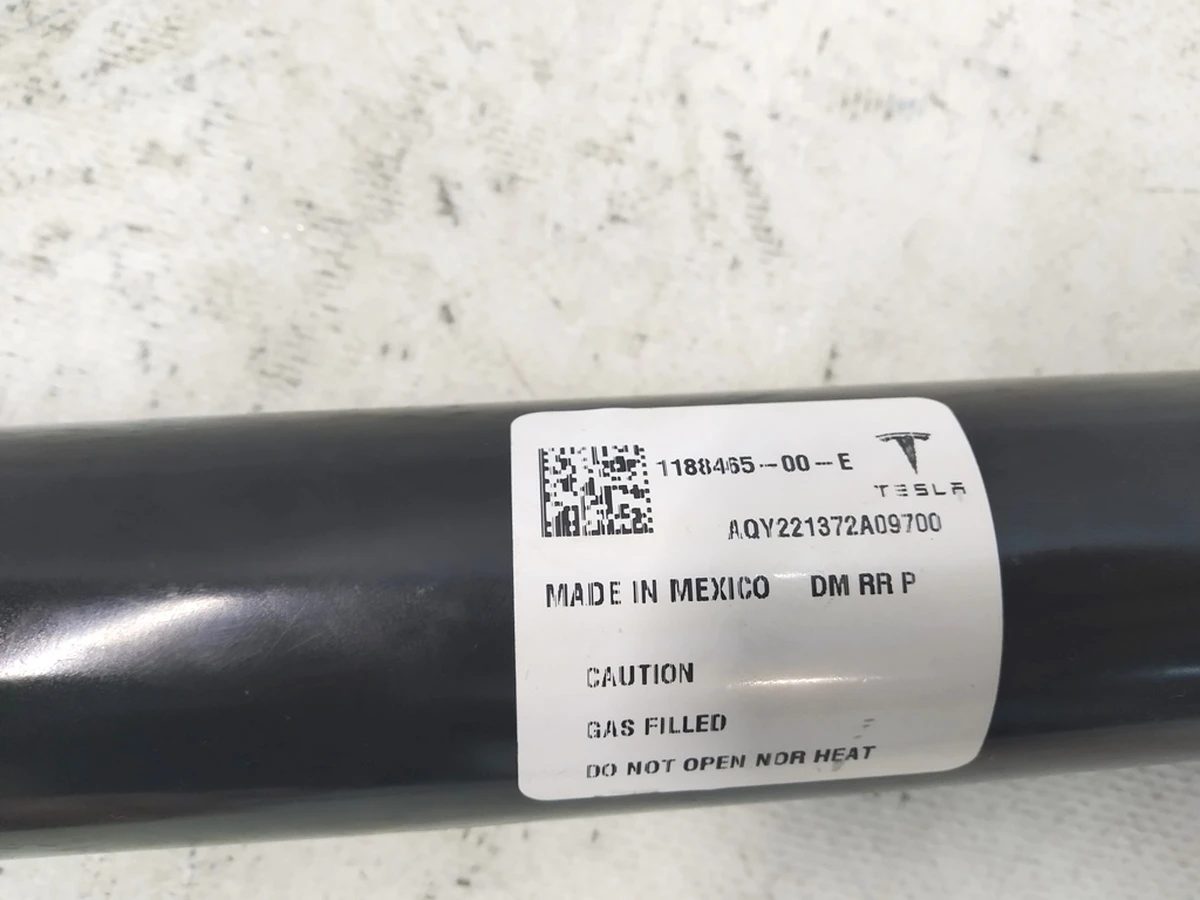 1188465-00-E
TESLA
AQY221372A09700
MADE IN MEXICO DM RR P
CAUTION
GAS FILLED
DO NOT OPEN NOR HEAT